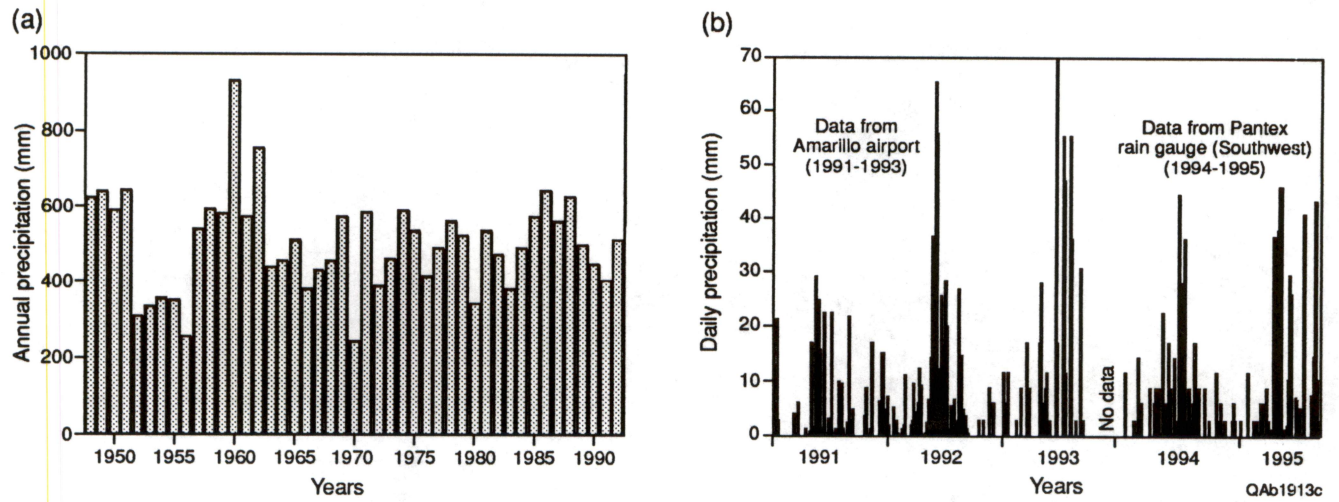 (a)
Annual precipitation (mm)
1000
800
600
400
200
0
1950 1955 1960 1965 1970 1975 1980 1985 1990
Years
(b)
Daily precipitation (mm)
70
60
50
40
30
20
10
0
Data from
Amarillo airport
(1991-1993)
Data from Pantex
rain gauge (Southwest)
(1994-1995)
No data
1991 1992 1993 1994 1995
Years
QAb1913c